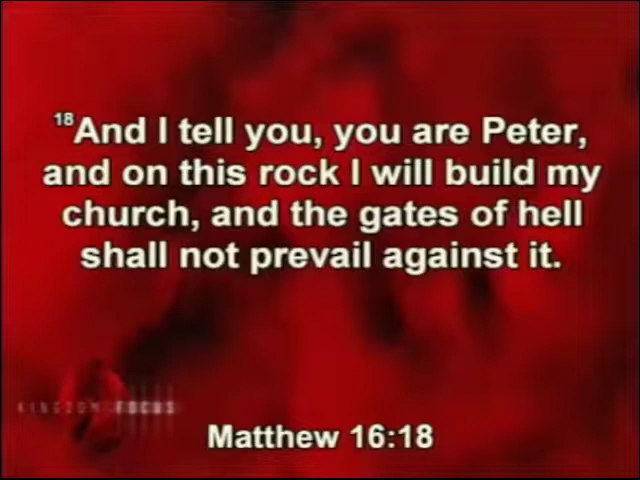 18And I tell you, you are Peter,
and on this rock I will build my
church, and the gates of hell
shall not prevail against it.
KINGDOM FOCUS
Matthew 16:18